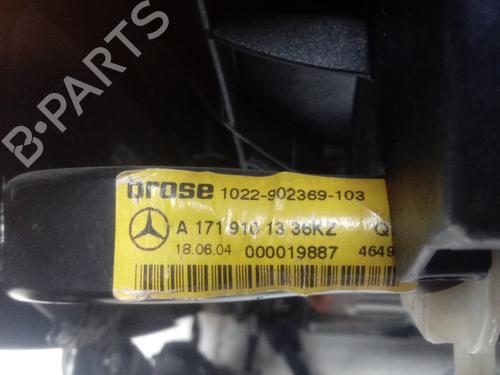 B-PARTS
brose 1022-902369-103
A 171 910 13 36KZ Q
18.06.04 000019887 4649